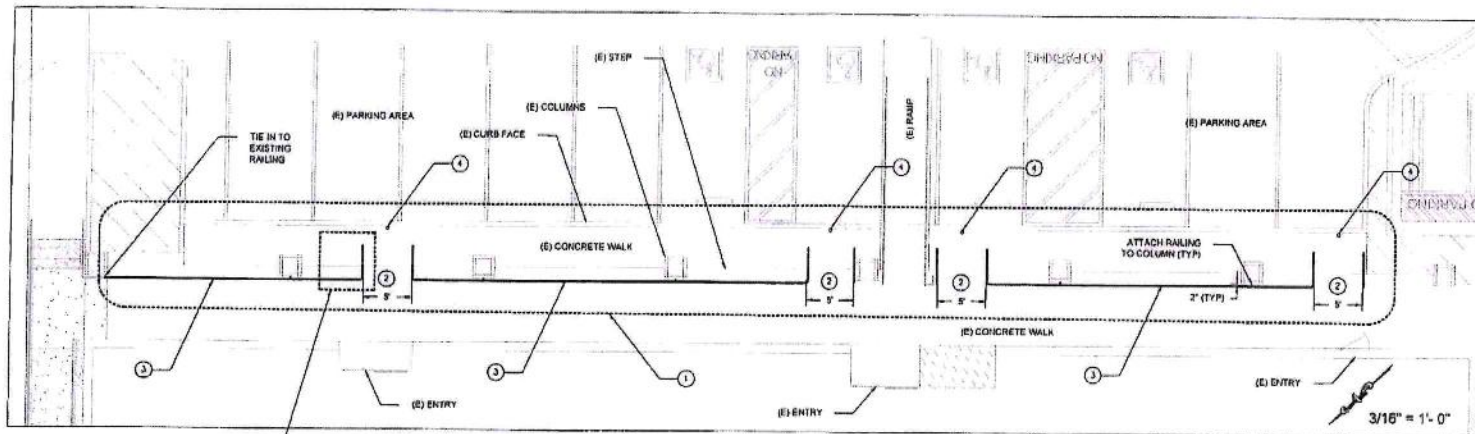 (E) STEP
NO
PARKING
NO PARKING
(E) COLUMNS
(E) RAMP
(E) PARKING AREA
(E) PARKING AREA
TIE IN TO
EXISTING
RAILING
(E) CURB FACE
4
4
4
4
NO PARKING
(E) CONCRETE WALK
ATTACH RAILING
TO COLUMN (TYP)
2
2
2
2
5'
5'
5'
2" (TYP)
5'
(E) CONCRETE WALK
3
3
1
3
(E) ENTRY
(E) ENTRY
(E) ENTRY
3/16" = 1'- 0"